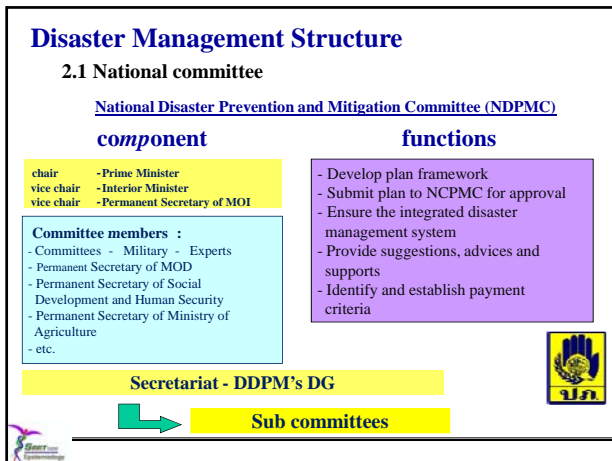 Disaster Management Structure
2.1 National committee
National Disaster Prevention and Mitigation Committee (NDPMC)
component
chair -Prime Minister
vice chair -Interior Minister
vice chair -Permanent Secretary of MOI
Committee members :
- Committees - Military - Experts
- Permanent Secretary of MOD
- Permanent Secretary of Social
Development and Human Security
- Permanent Secretary of Ministry of
Agriculture
- etc.
functions
- Develop plan framework
- Submit plan to NCPMC for approval
- Ensure the integrated disaster
management system
- Provide suggestions, advices and
supports
- Identify and establish payment
criteria
ปภ.
Secretariat - DDPM's DG
Sub committees
Epidemiology